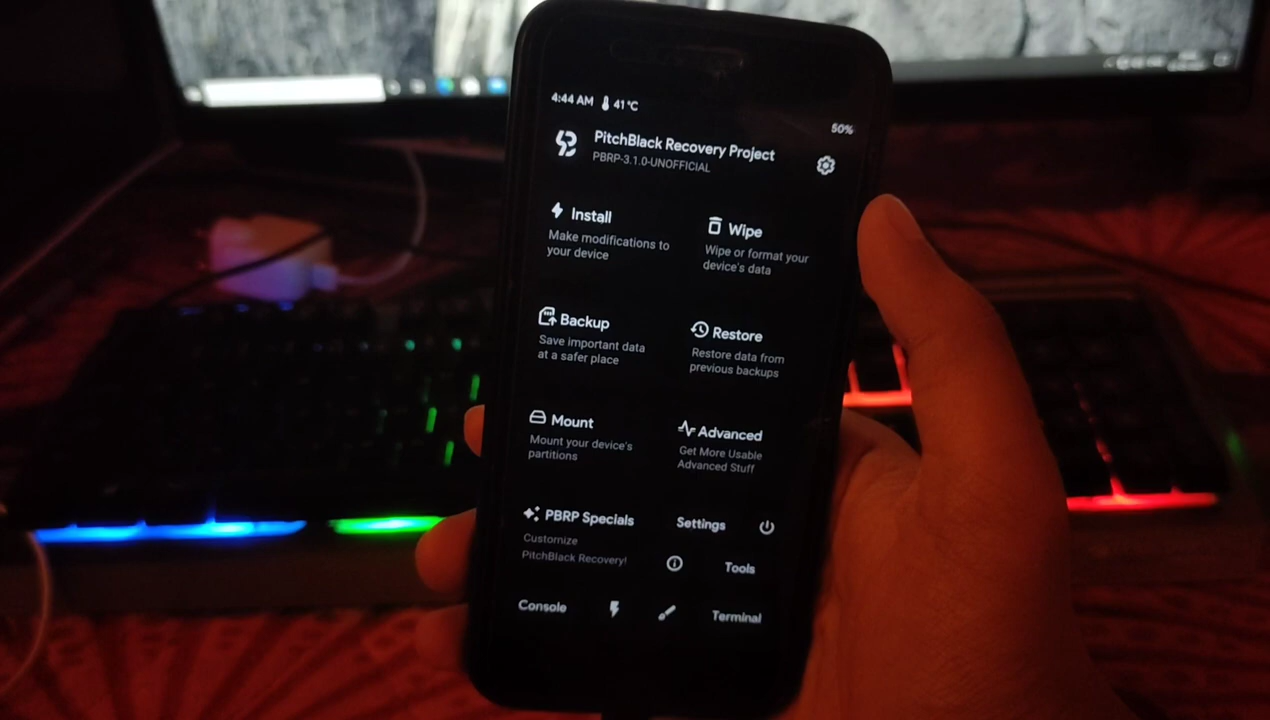 4:44 AM 41 °C
50%
PitchBlack Recovery Project
PBRP-3.1.0-UNOFFICIAL
Install
Make modifications to
your device
Wipe
Wipe or format your
device's data
Backup
Save important data
at a safer place
Restore
Restore data from
previous backups
Mount
Mount your device's
partitions
Advanced
Get More Usable
Advanced Stuff
PBRP Specials
Customize
PitchBlack Recovery!
Settings
Tools
Console
Terminal